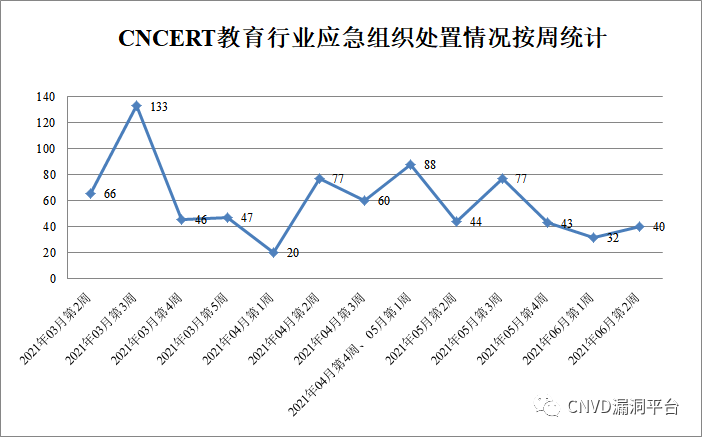 CNCERT教育行业应急组织处置情况按周统计
140
120
100
80
60
40
20
0
66
133
46
47
20
77
60
88
44
77
43
32
40
2021年03月第2周
2021年03月第3周
2021年03月第4周
2021年03月第5周
2021年04月第1周
2021年04月第2周
2021年04月第3周
2021年04月第4周、05月第1周
2021年05月第2周
2021年05月第3周
2021年05月第4周
2021年06月第1周
2021年06月第2周
CNVD漏洞平台